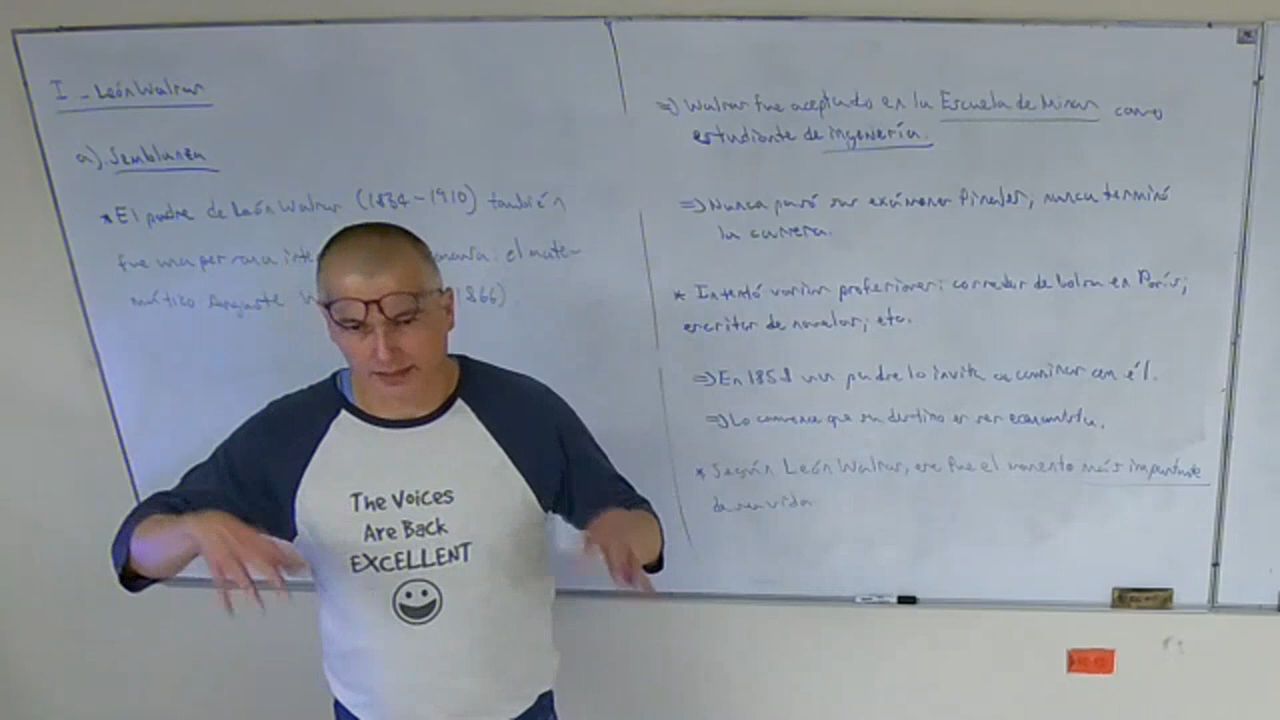 I - León Walras
a) Semblanza
* El padre de León Walras (1834-1910) también
fue una persona inte
el mate-
mático Auguste
1866)
=> Walras fue aceptado en la Escuela de Minas como
estudiante de ingeniería.
=> Nunca pasó sus exámenes finales; nunca terminó
la carrera.
* Intentó varias profesiones: corredor de bolsa en París;
escritor de novelas; etc.
=> En 1858 su padre lo invita a caminar con él.
=> Lo convence que su destino es ser economista.
* Según León Walras, ese fue el momento más importante
de su vida.
The Voices
Are Back
EXCELLENT